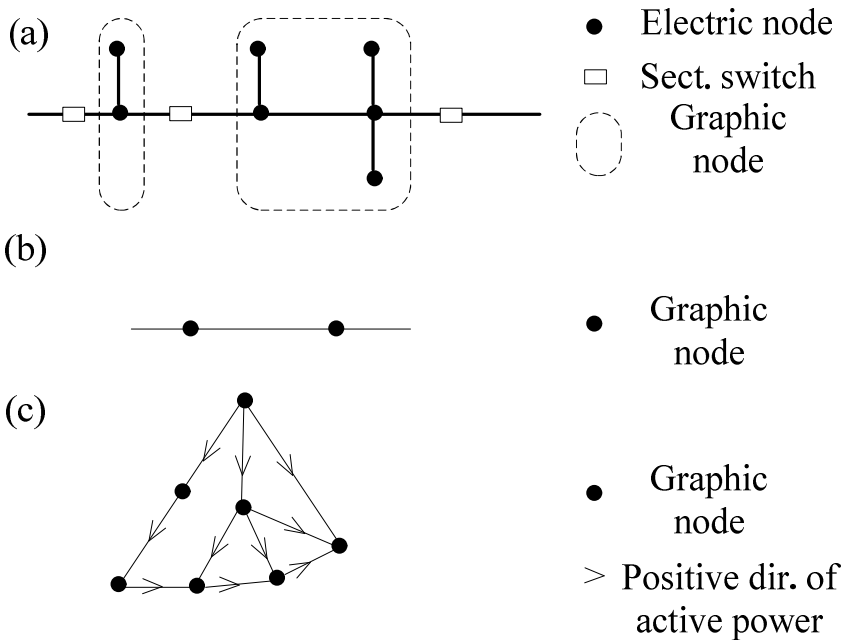 (a)
Electric node
Sect. switch
Graphic
node
(b)
Graphic
node
(c)
Graphic
node
> Positive dir. of
active power